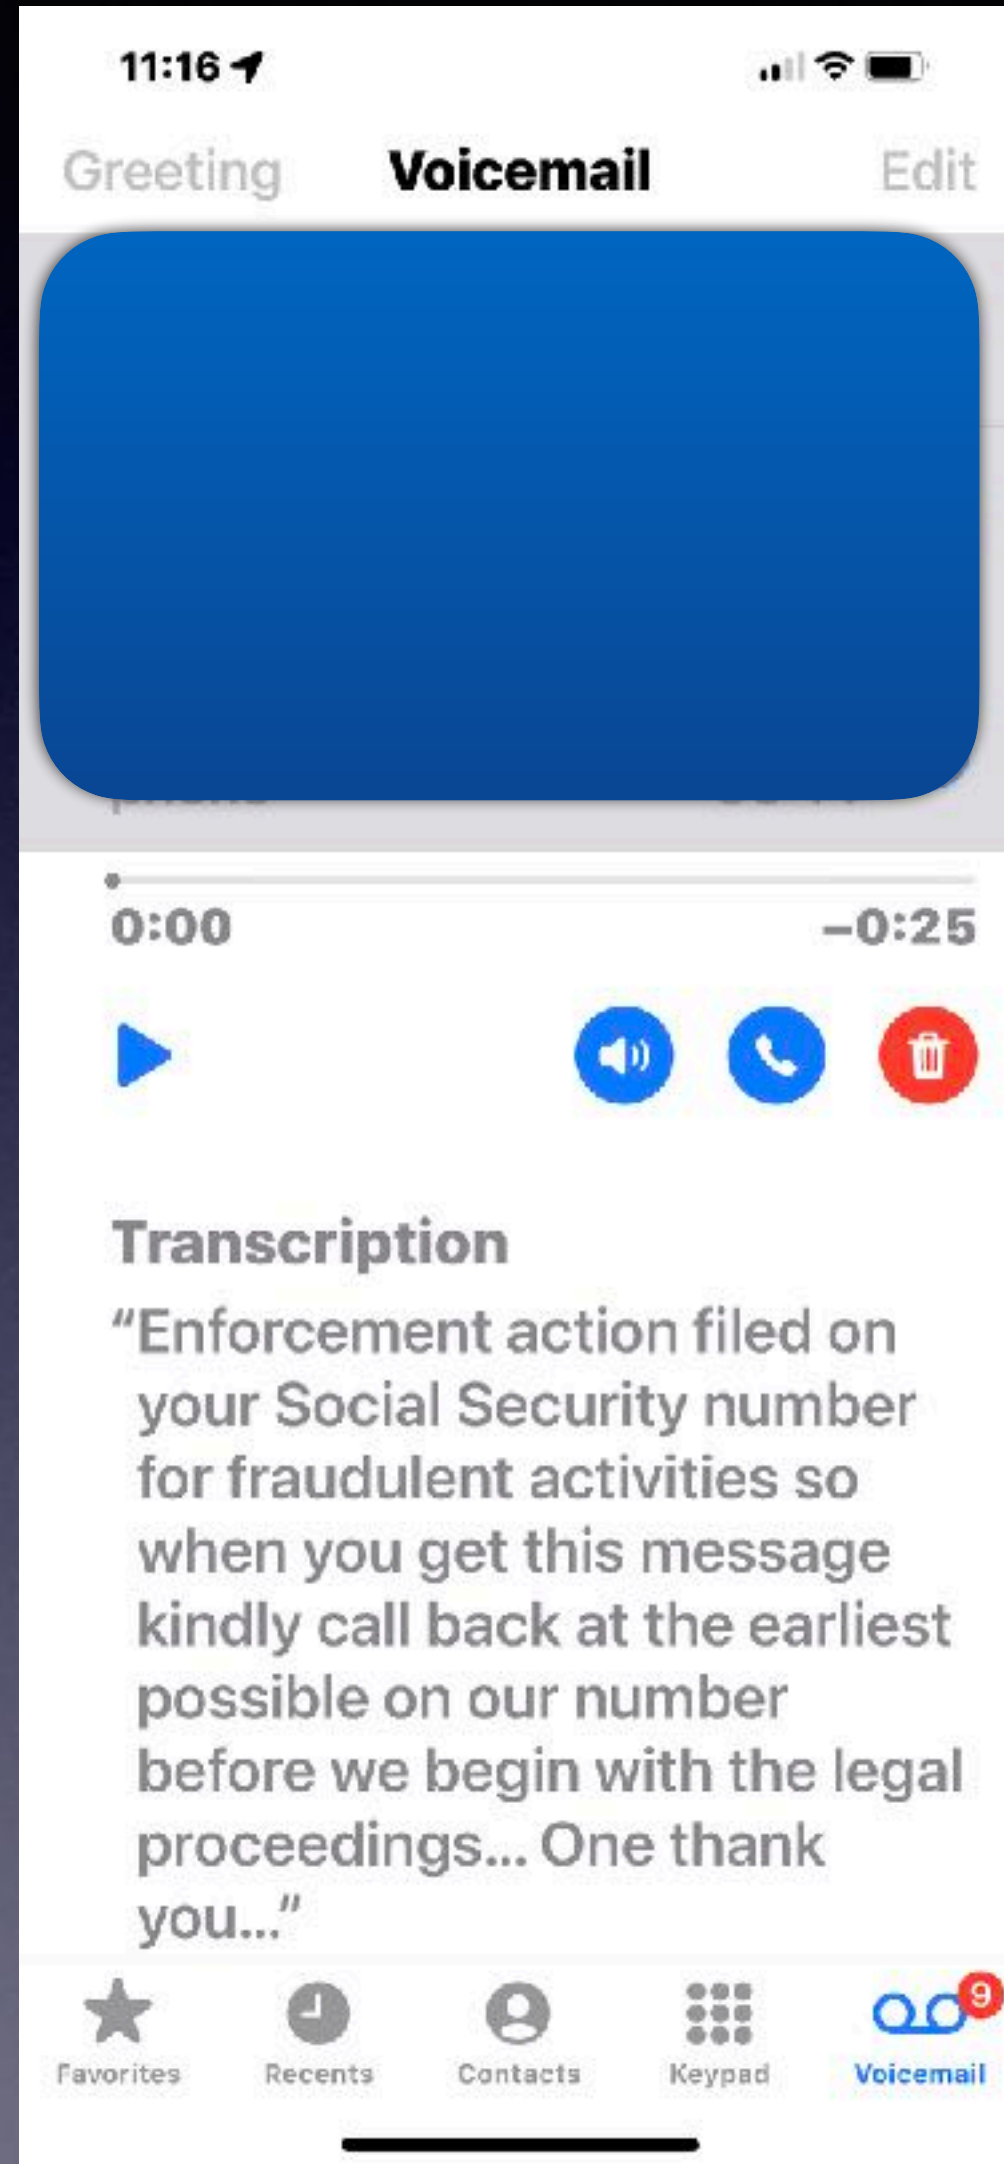 11:16
Greeting Voicemail Edit
0:00 –0:25
Transcription
“Enforcement action filed on
your Social Security number
for fraudulent activities so
when you get this message
kindly call back at the earliest
possible on our number
before we begin with the legal
proceedings... One thank
you...”
9
Favorites Recents Contacts Keypad Voicemail